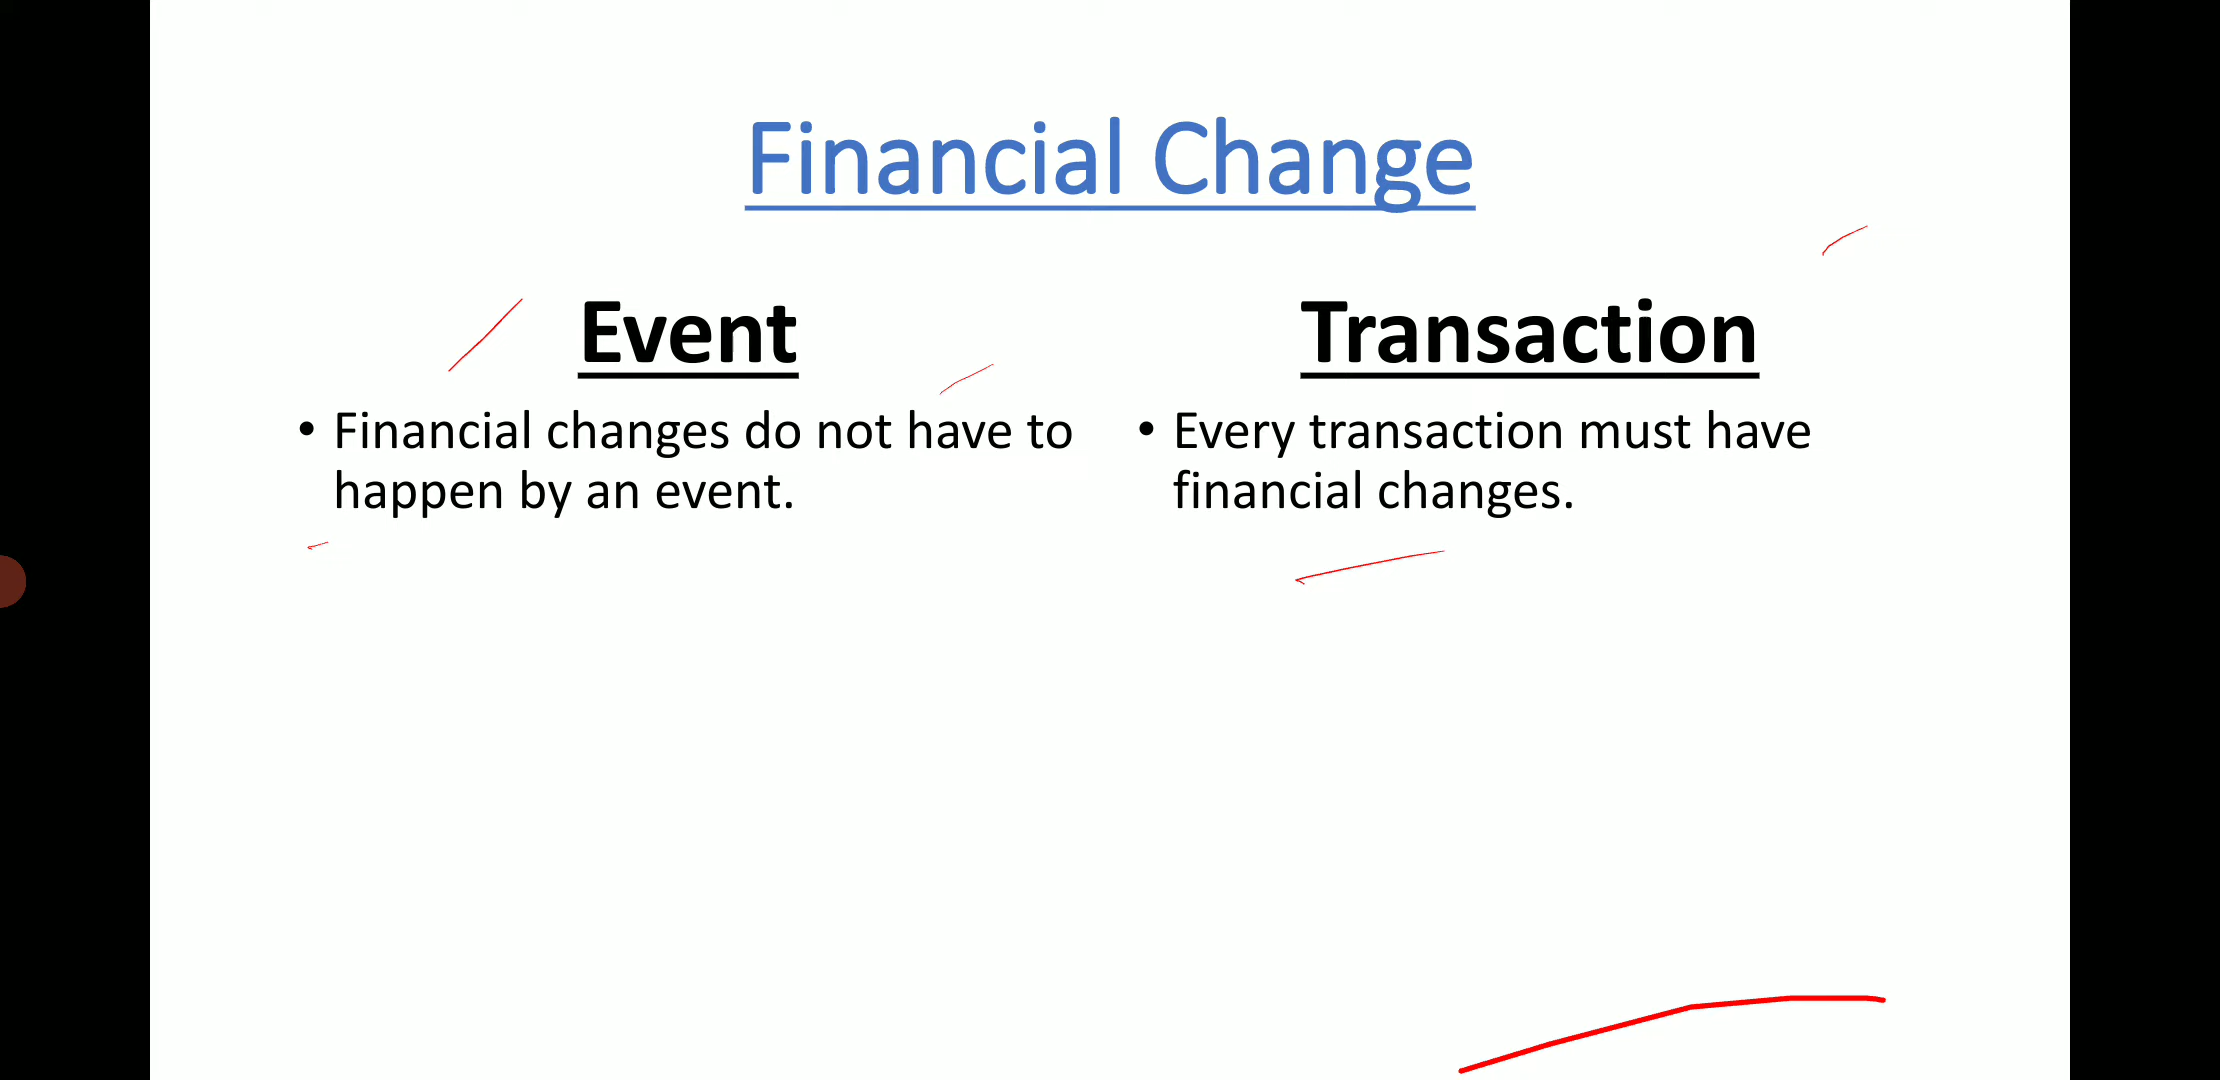 Financial Change
Event
• Financial changes do not have to
happen by an event.
Transaction
• Every transaction must have
financial changes.